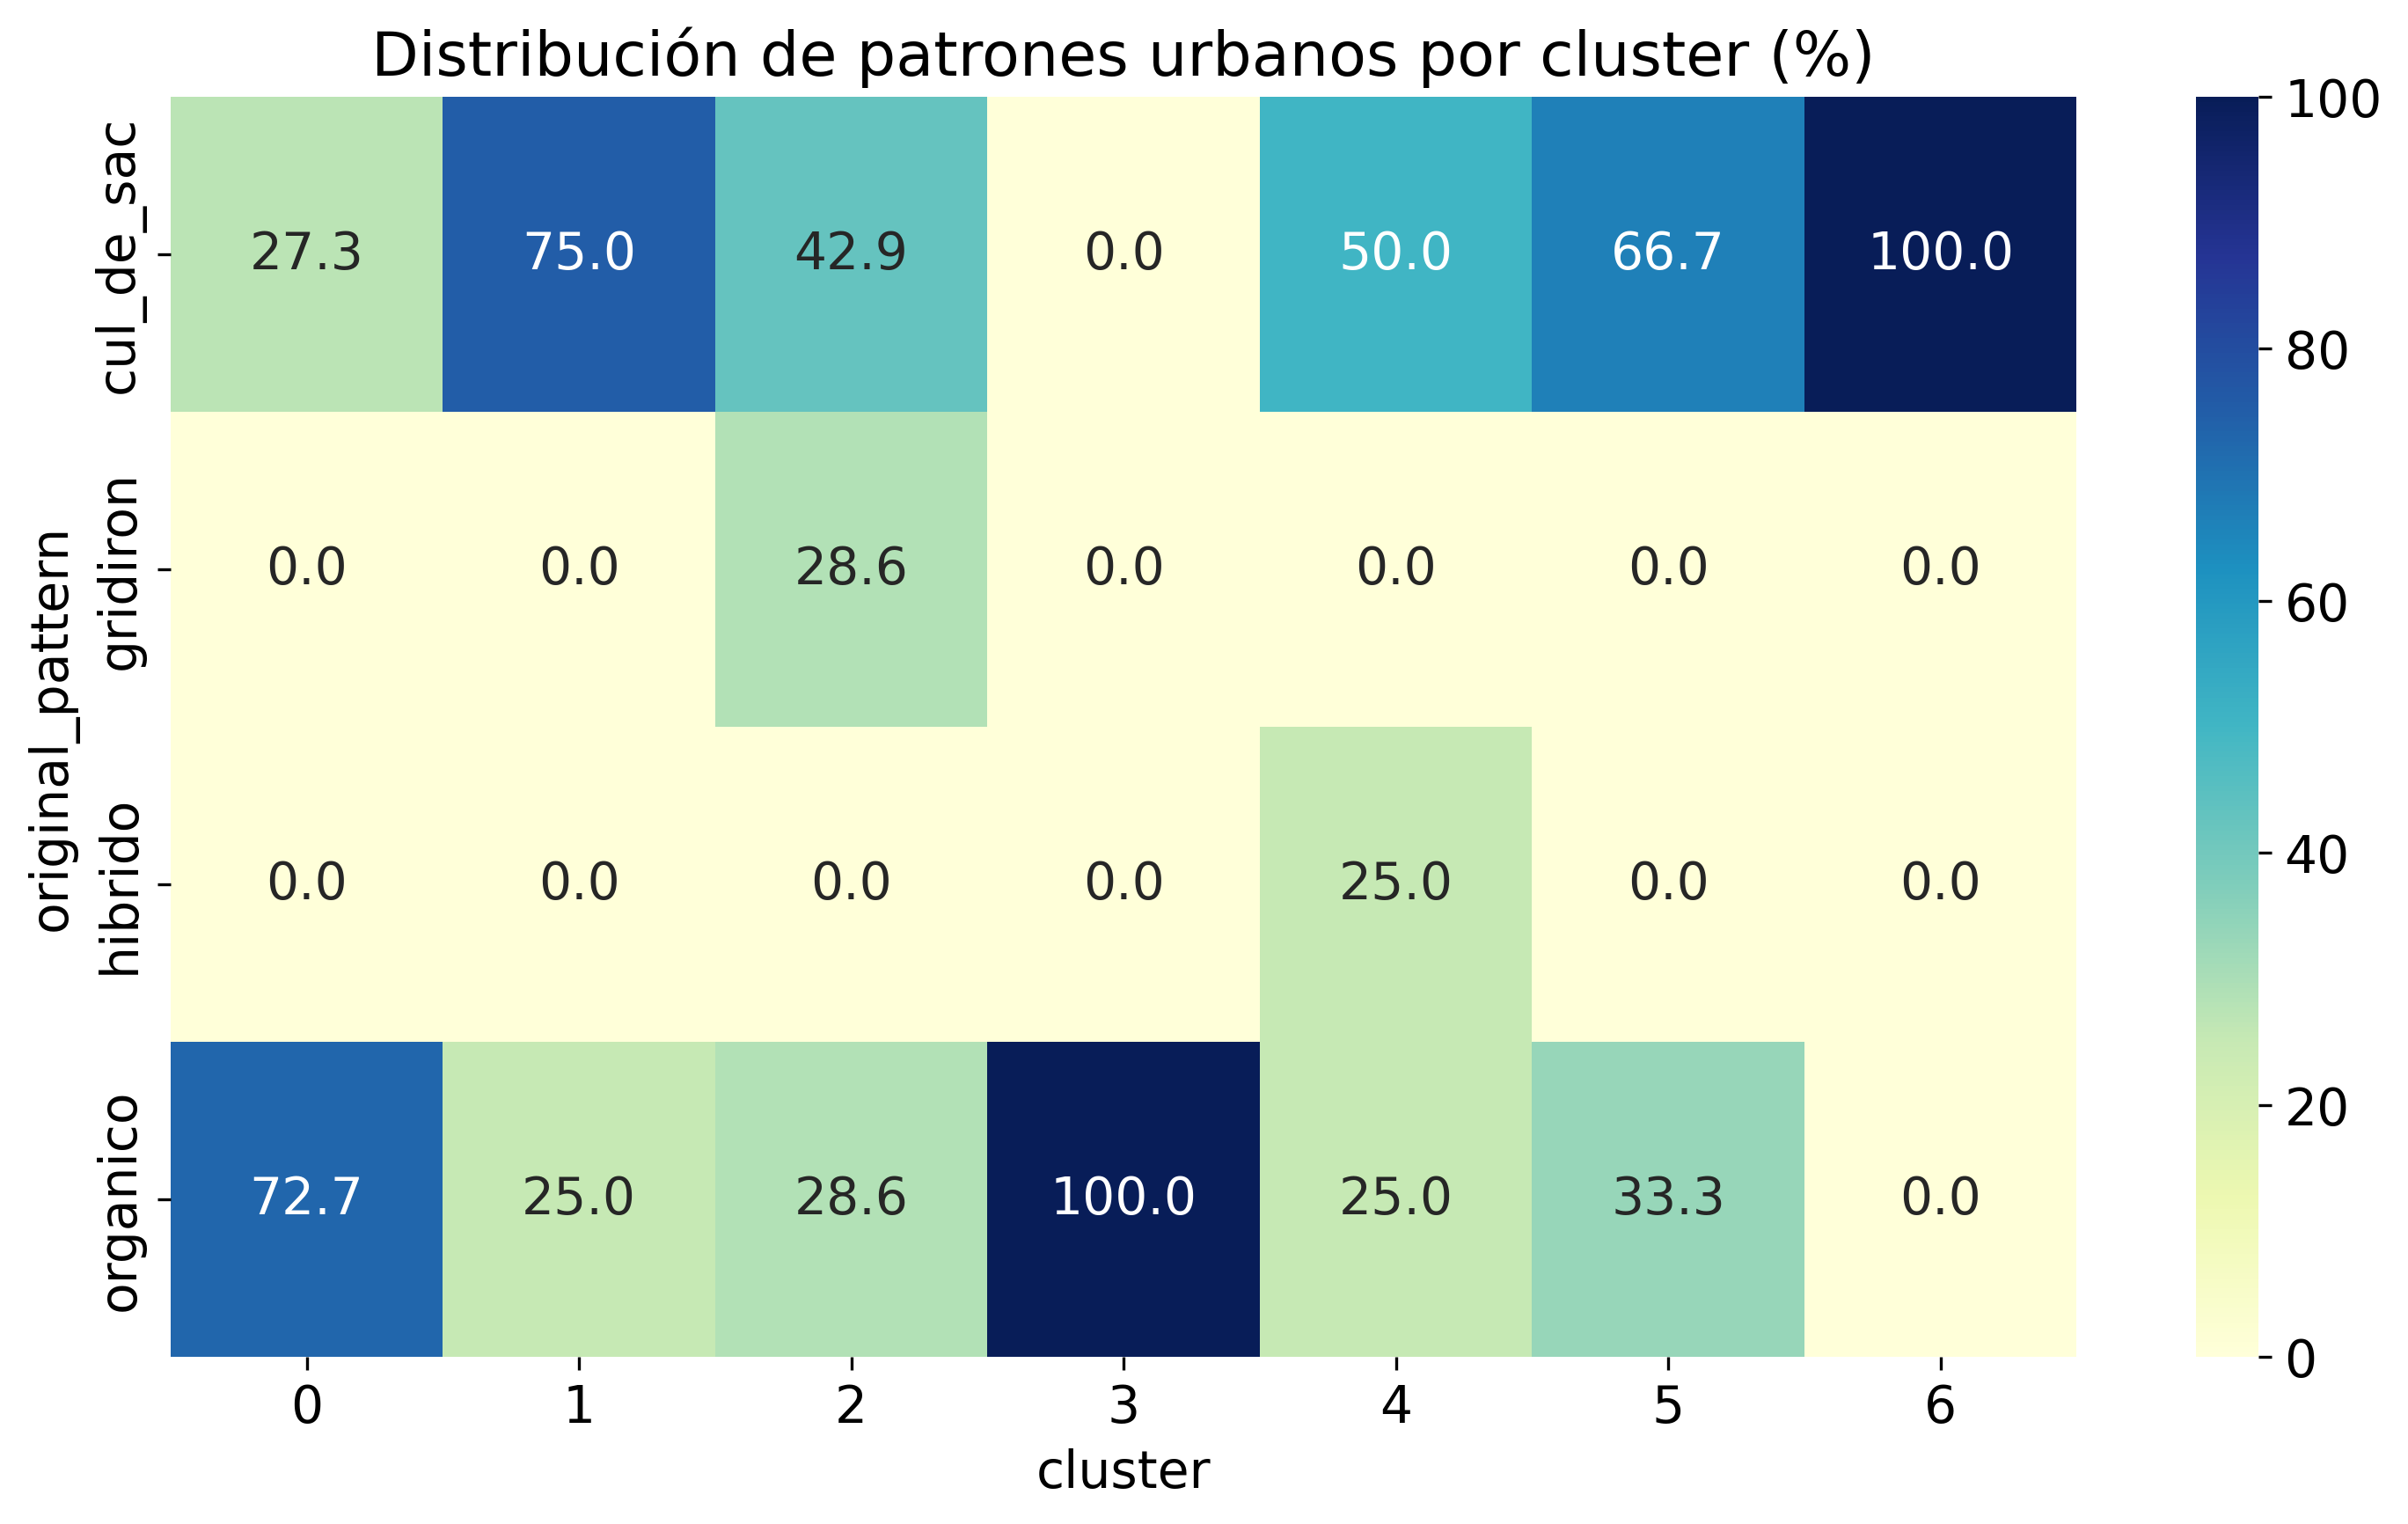 Distribución de patrones urbanos por cluster (%)
original_pattern
cul_de_sac
27.3 75.0 42.9 0.0 50.0 66.7 100.0
gridiron
0.0 0.0 28.6 0.0 0.0 0.0 0.0
hibrido
0.0 0.0 0.0 0.0 25.0 0.0 0.0
organico
72.7 25.0 28.6 100.0 25.0 33.3 0.0
0 1 2 3 4 5 6
cluster
100
80
60
40
20
0